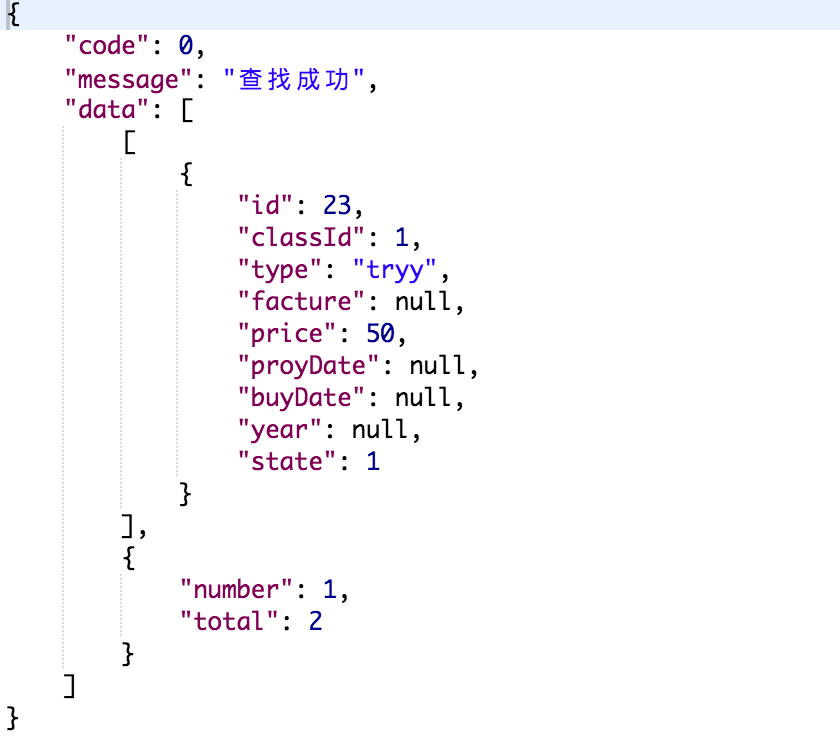 {
    "code": 0,
    "message": "查找成功",
    "data": [
        [
            {
                "id": 23,
                "classId": 1,
                "type": "tryy",
                "facture": null,
                "price": 50,
                "proyDate": null,
                "buyDate": null,
                "year": null,
                "state": 1
            }
        ],
        {
            "number": 1,
            "total": 2
        }
    ]
}